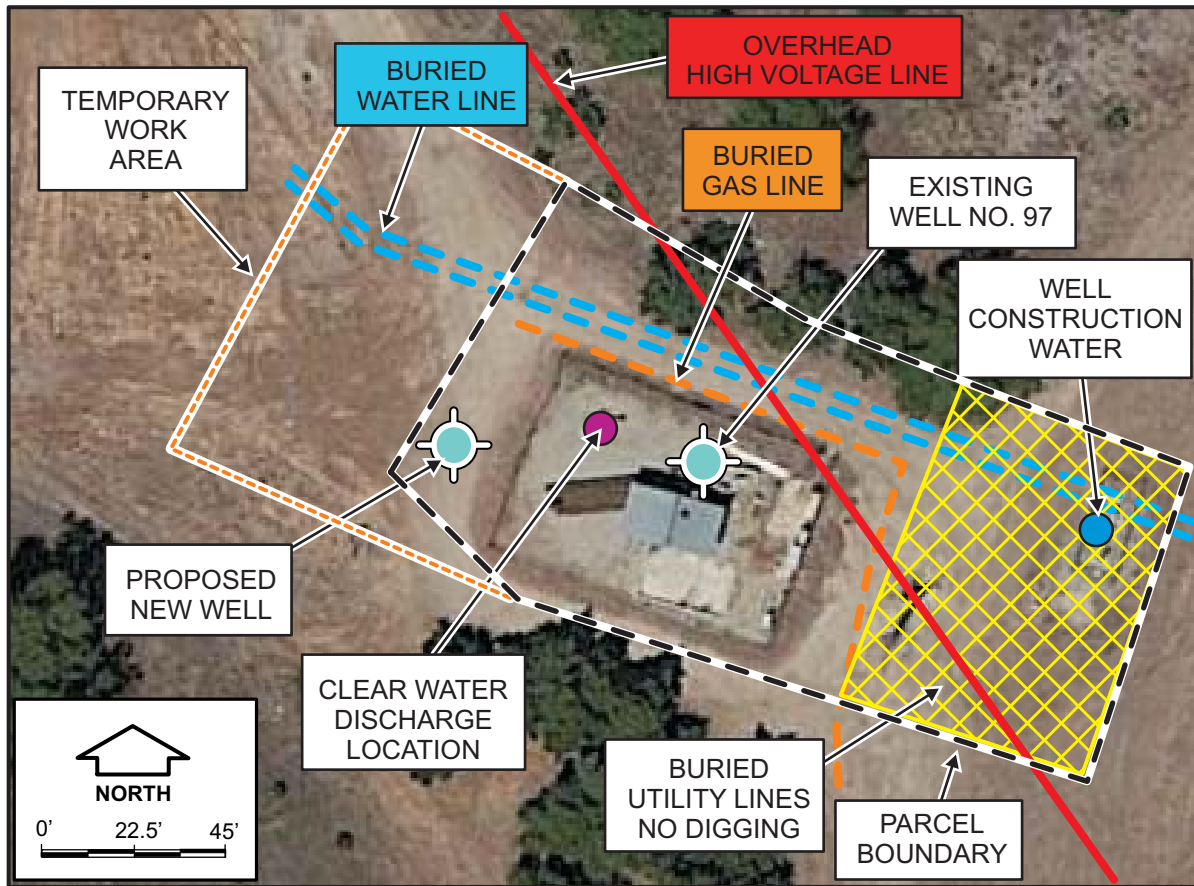 OVERHEAD
HIGH VOLTAGE LINE
BURIED
WATER LINE
TEMPORARY
WORK
AREA
BURIED
GAS LINE
EXISTING
WELL NO. 97
WELL
CONSTRUCTION
WATER
PROPOSED
NEW WELL
CLEAR WATER
DISCHARGE
LOCATION
BURIED
UTILITY LINES
NO DIGGING
PARCEL
BOUNDARY
NORTH
0' 22.5' 45'